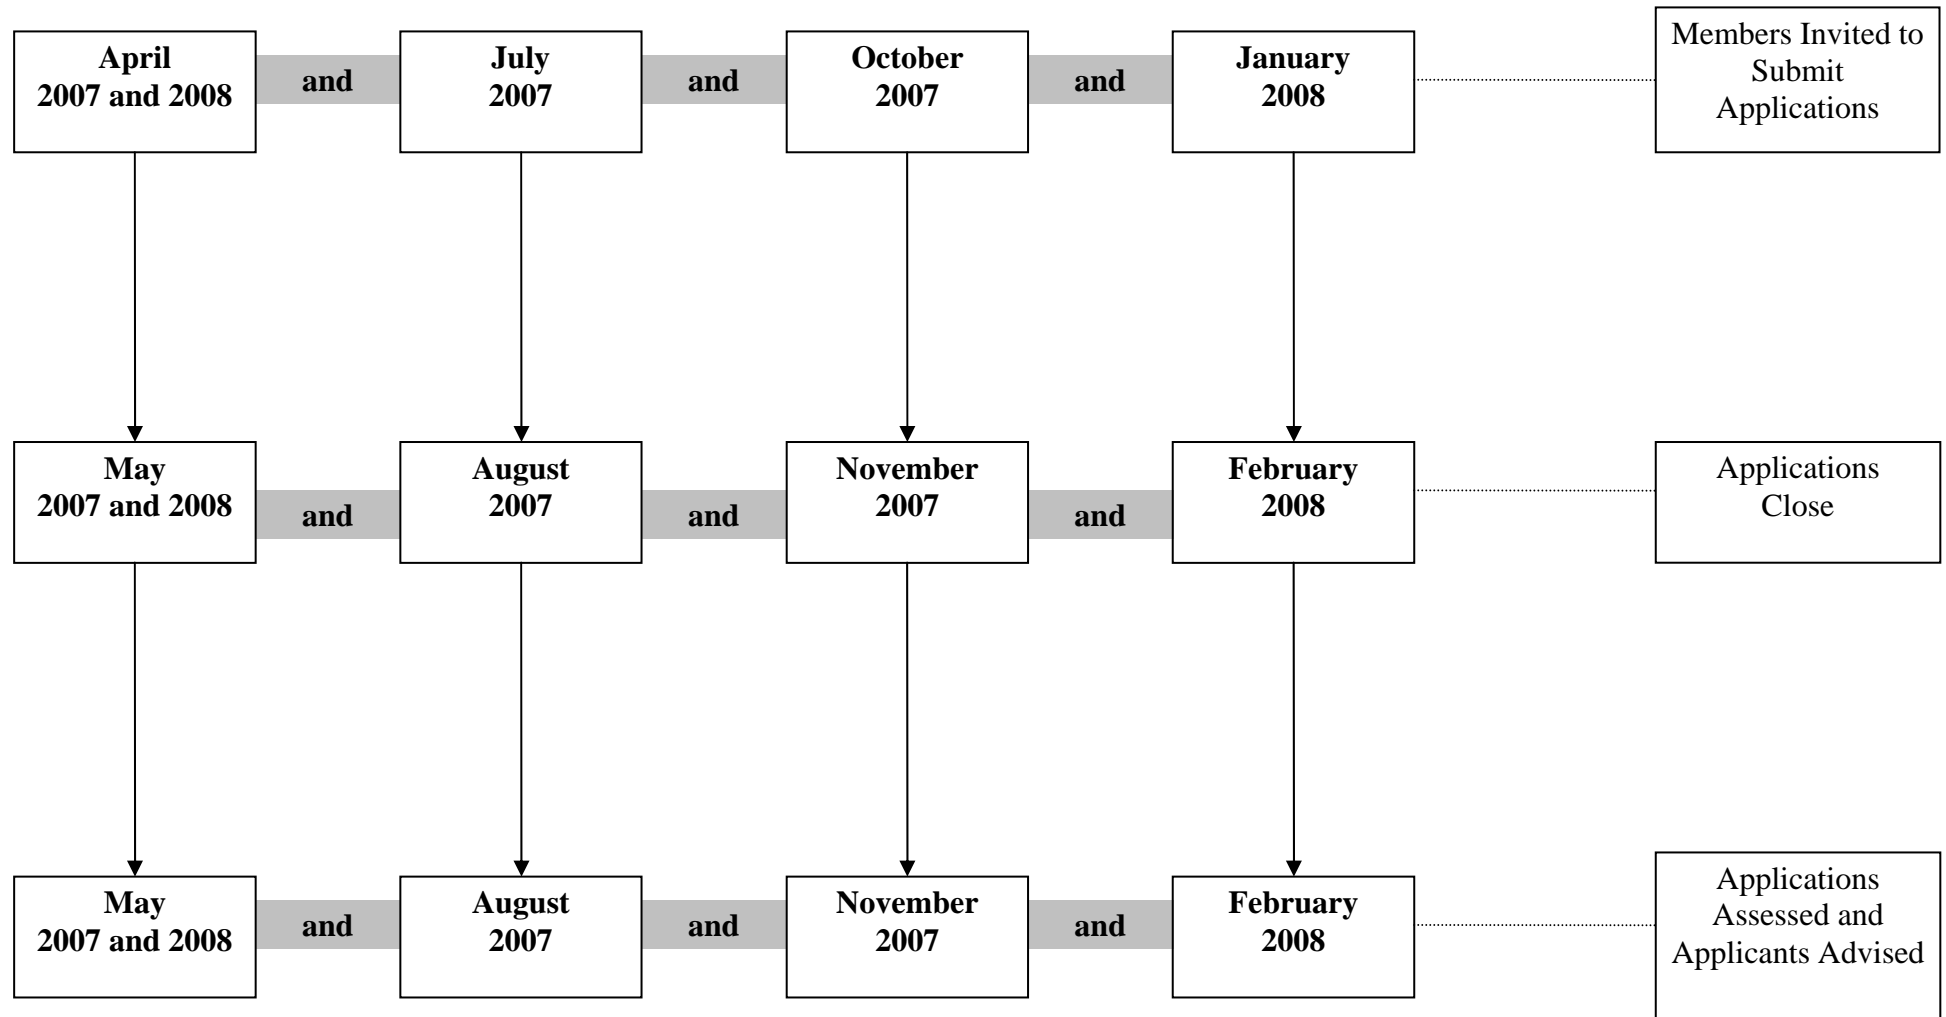 April
2007 and 2008
and
July
2007
and
October
2007
and
January
2008
Members Invited to
Submit
Applications
May
2007 and 2008
and
August
2007
and
November
2007
and
February
2008
Applications
Close
May
2007 and 2008
and
August
2007
and
November
2007
and
February
2008
Applications
Assessed and
Applicants Advised